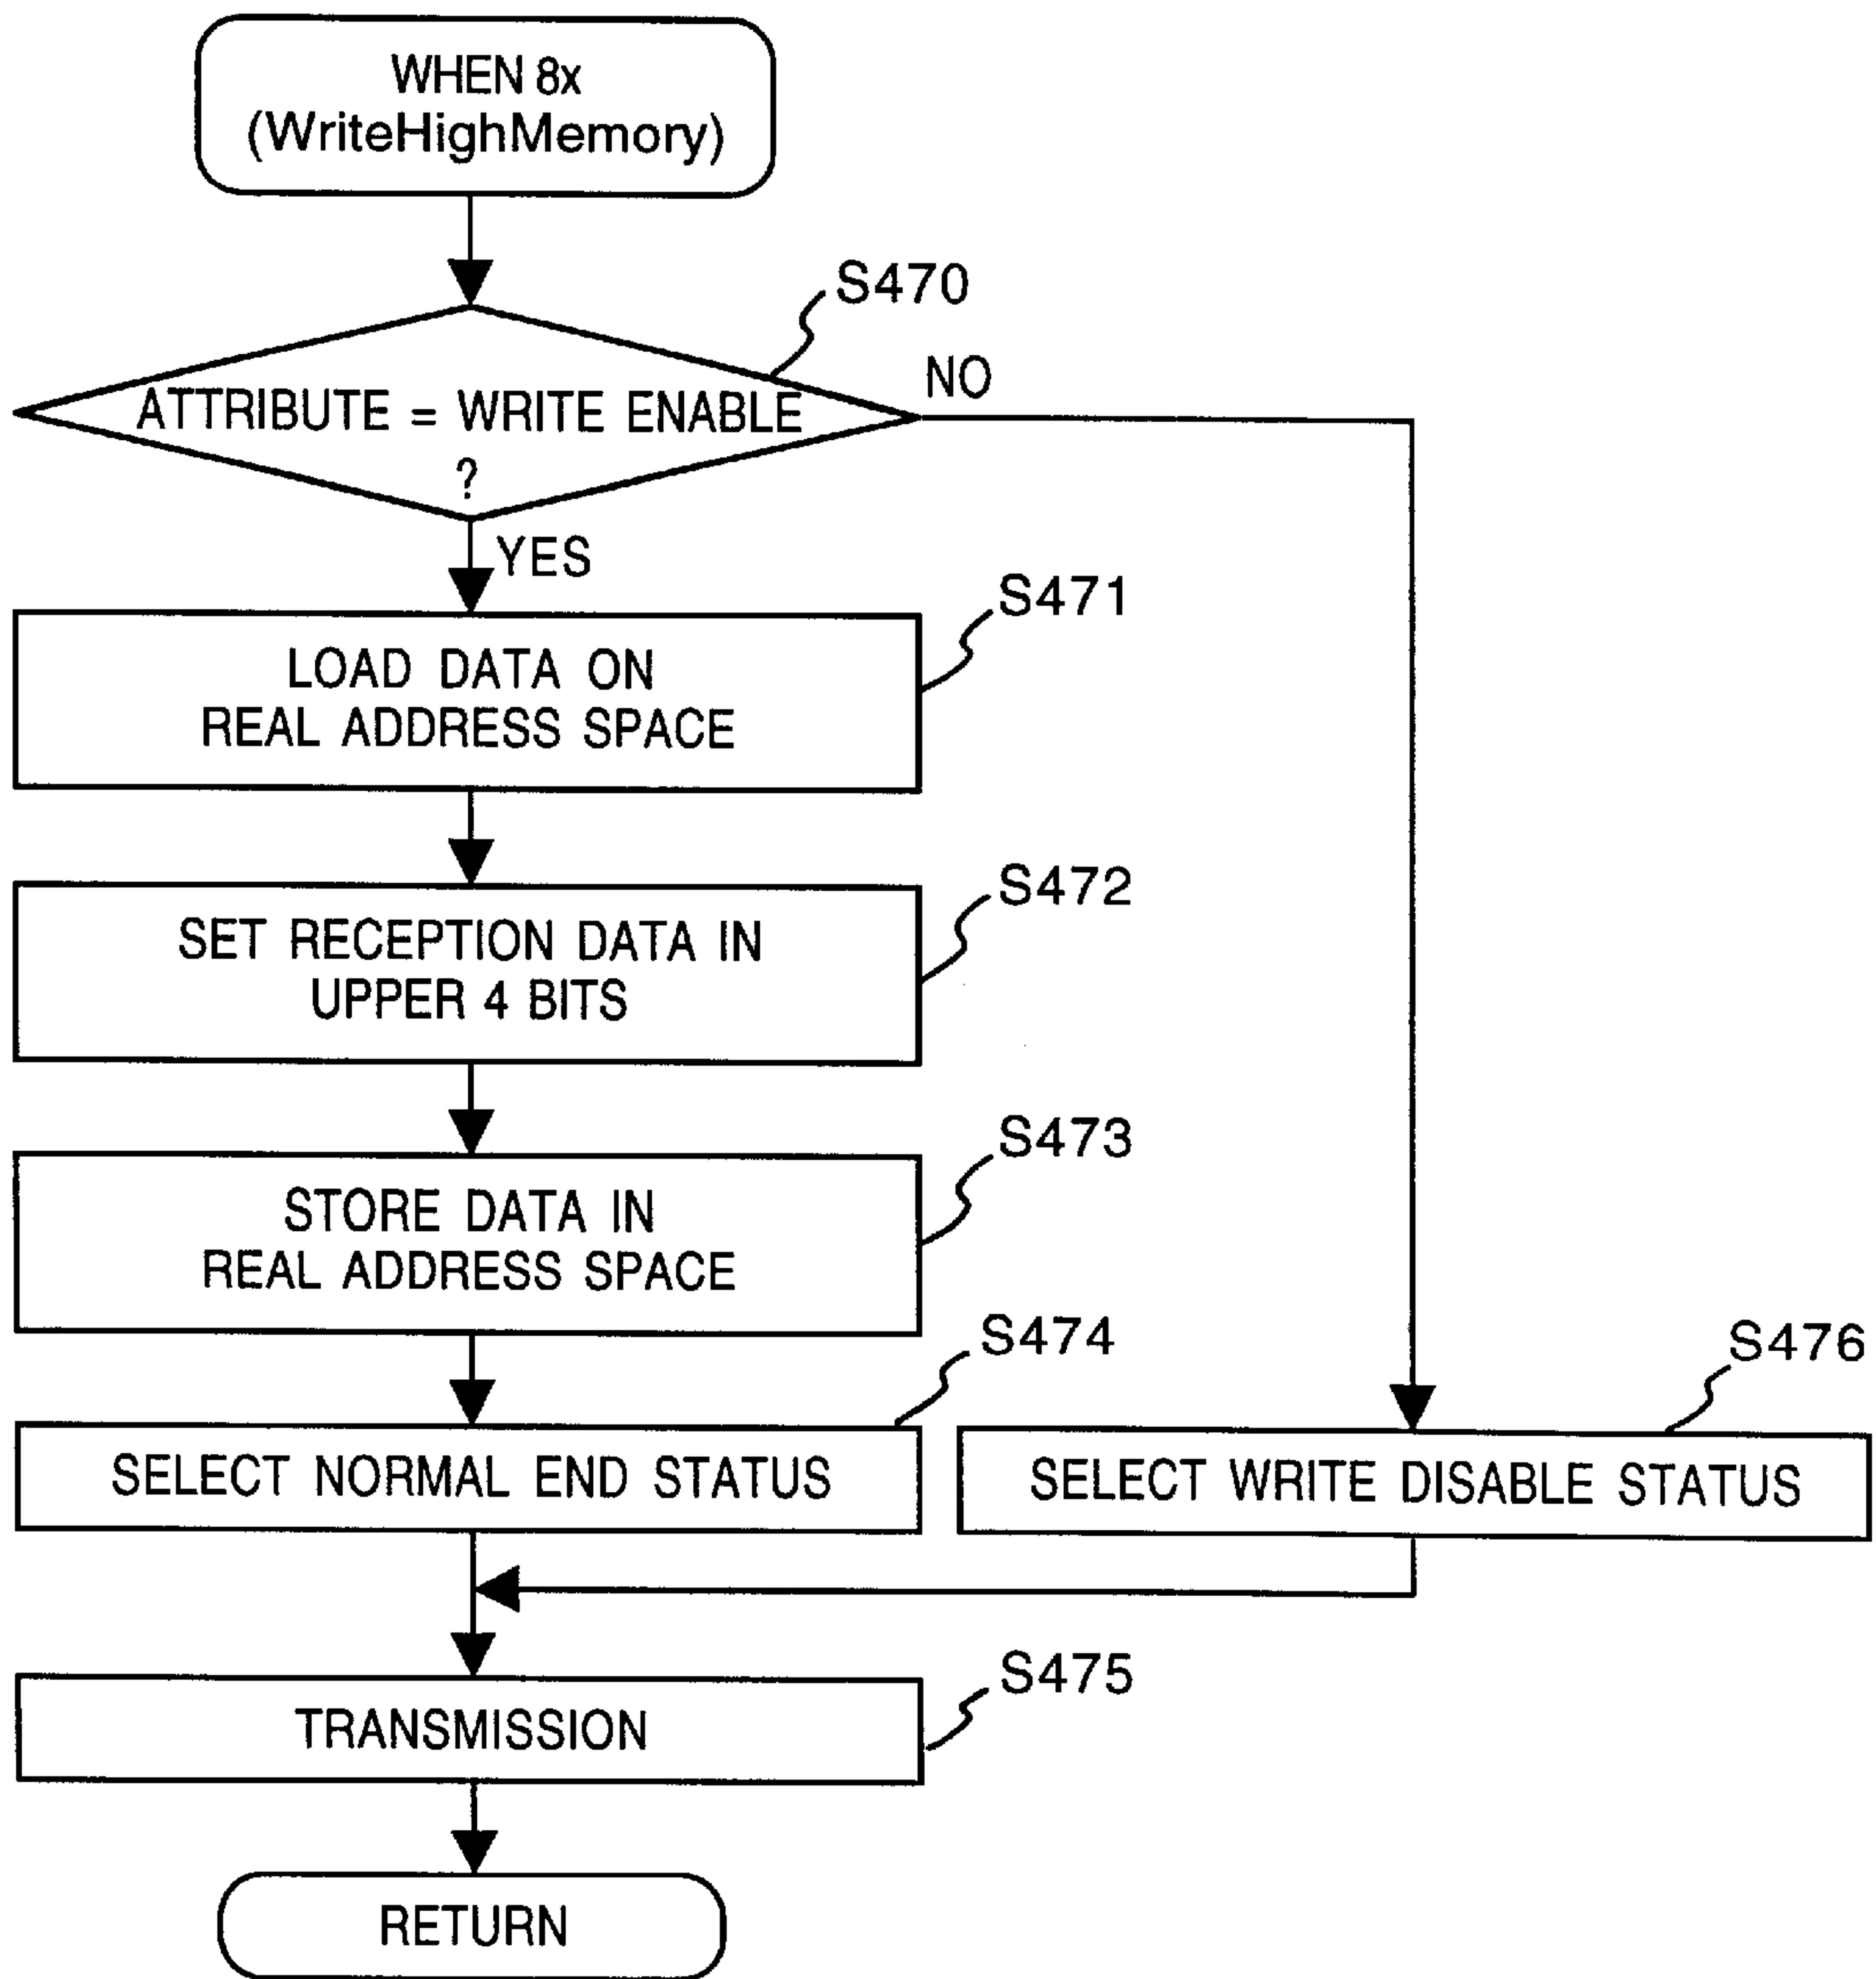 WHEN 8x
(WriteHighMemory)
S470
NO
ATTRIBUTE = WRITE ENABLE
?
YES
S471
LOAD DATA ON
REAL ADDRESS SPACE
S472
SET RECEPTION DATA IN
UPPER 4 BITS
S473
STORE DATA IN
REAL ADDRESS SPACE
S474
S476
SELECT NORMAL END STATUS
SELECT WRITE DISABLE STATUS
S475
TRANSMISSION
RETURN